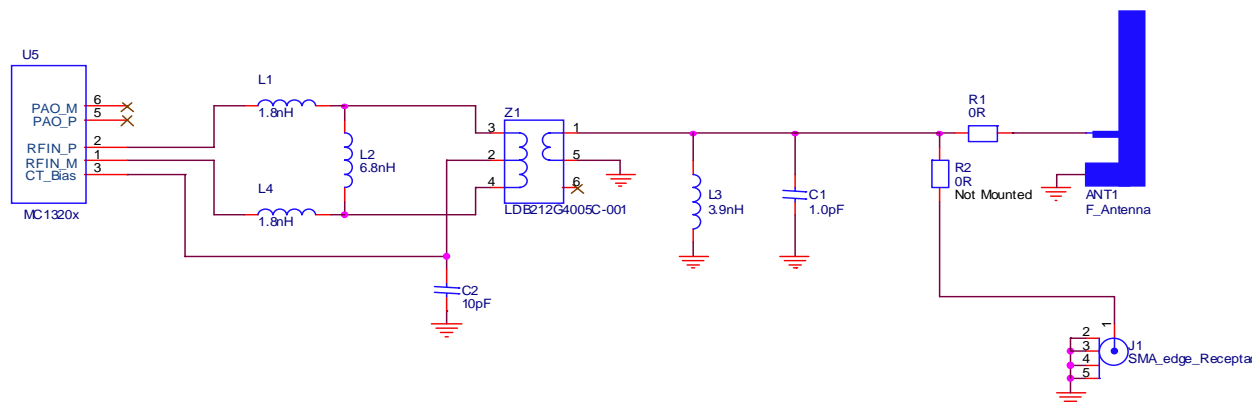 U5
PAO_M 6
PAO_P 5
RFIN_P 2
RFIN_M 1
CT_Bias 3
MC1320x
L1
1.8nH
L2
6.8nH
L4
1.8nH
C2
10pF
Z1
3 1
2 5
4 6
LDB212G4005C-001
L3
3.9nH
C1
1.0pF
R1
0R
R2
0R
Not Mounted
ANT1
F_Antenna
1
2
3
4
5
J1
SMA_edge_Receptac